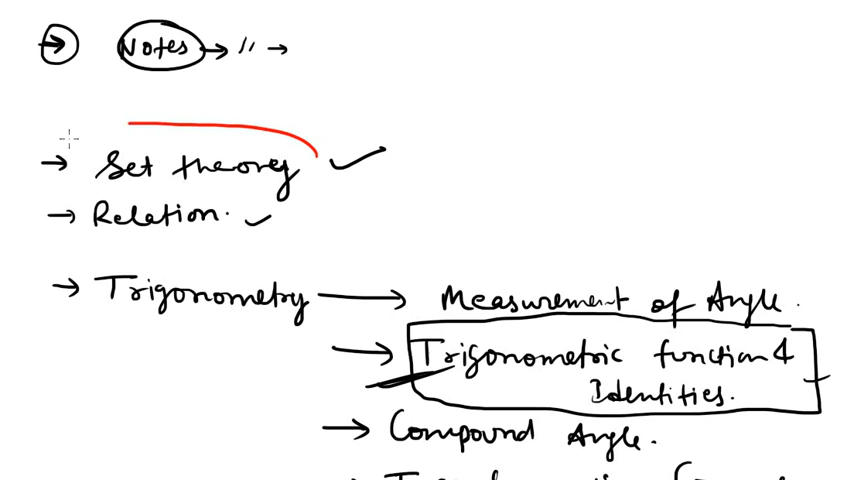 → Notes → " →
→ Set theory ✓
→ Relation. ✓
→ Trigonometry → Measurement of Angle.
→ Trigonometric function &
Identities.
→ Compound Angle.